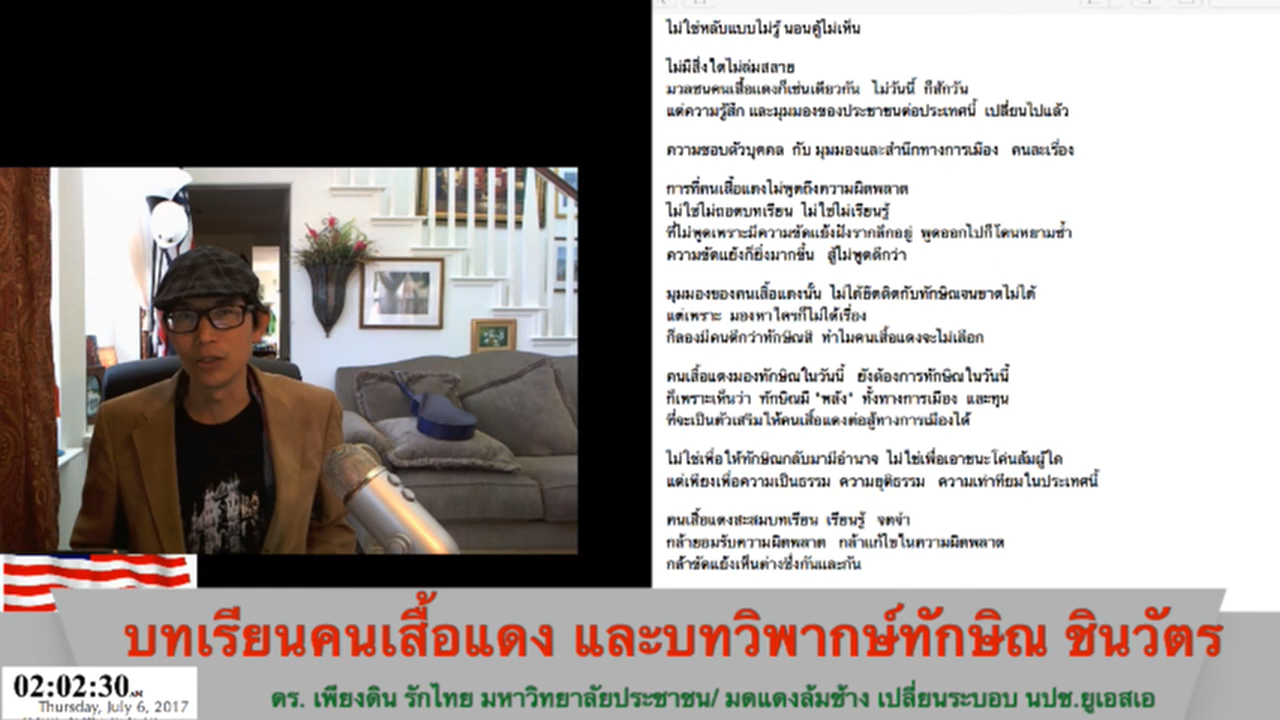 ไม่ใช่หลับแบบไม่รู้ นอนคู้ไม่เห็น
ไม่มีสิ่งใดไม่ล่มสลาย
มวลชนคนเสื้อแดงก็เช่นเดียวกัน ไม่วันนี้ ก็สักวัน
แต่ความรู้สึก และมุมมองของประชาชนต่อประเทศนี้ เปลี่ยนไปแล้ว
ความชอบตัวบุคคล กับ มุมมองและสำนึกทางการเมือง คนละเรื่อง
การที่คนเสื้อแดงไม่พูดถึงความผิดพลาด
ไม่ใช่ไม่ถอดบทเรียน ไม่ใช่ไม่เรียนรู้
ที่ไม่พูดเพราะมีความขัดแย้งฝังรากลึกอยู่ พูดออกไปก็โดนหยามซ้ำ
ความขัดแย้งก็ยิ่งมากขึ้น สู้ไม่พูดดีกว่า
มุมมองของคนเสื้อแดงนั้น ไม่ได้ยึดติดกับทักษิณจนขาดไม่ได้
แต่เพราะ มองหาใครก็ไม่ได้เรื่อง
ก็ลองมีคนดีกว่าทักษิณสิ ทำไมคนเสื้อแดงจะไม่เลือก
คนเสื้อแดงมองทักษิณในวันนี้ ยังต้องการทักษิณในวันนี้
ก็เพราะเห็นว่า ทักษิณมี "พลัง" ทั้งทางการเมือง และทุน
ที่จะเป็นตัวเสริมให้คนเสื้อแดงต่อสู้ทางการเมืองได้
ไม่ใช่เพื่อให้ทักษิณกลับมามีอำนาจ ไม่ใช่เพื่อเอาชนะโค่นล้มผู้ใด
แต่เพียงเพื่อความเป็นธรรม ความยุติธรรม ความเท่าเทียมในประเทศนี้
คนเสื้อแดงสะสมบทเรียน เรียนรู้ จดจำ
กล้ายอมรับความผิดพลาด กล้าแก้ไขในความผิดพลาด
กล้าขัดแย้งเห็นต่างซึ่งกันและกัน
บทเรียนคนเสื้อแดง และบทวิพากษ์ทักษิณ ชินวัตร
02:02:30 AM
Thursday, July 6, 2017
ดร. เพียงดิน รักไทย มหาวิทยาลัยประชาชน/ มดแดงล้มช้าง เปลี่ยนระบอบ นปช.ยูเอสเอ